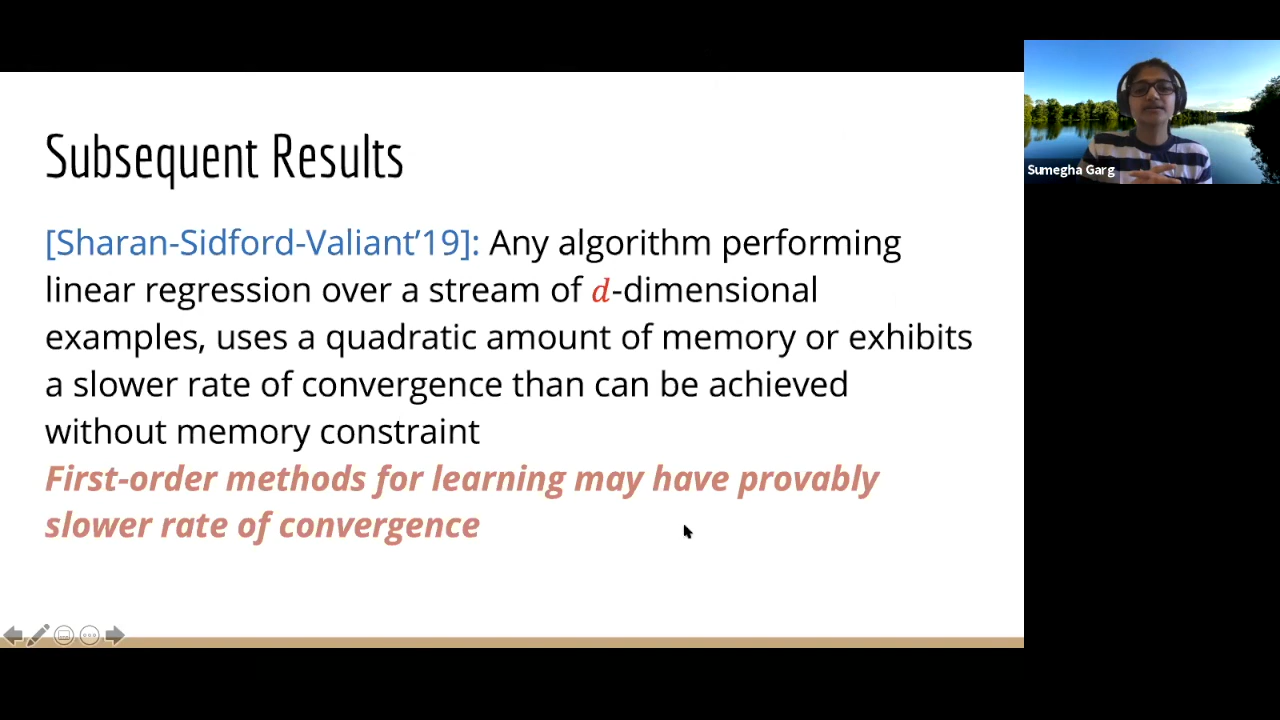 Subsequent Results
[Sharan-Sidford-Valiant’19]: Any algorithm performing
linear regression over a stream of d-dimensional
examples, uses a quadratic amount of memory or exhibits
a slower rate of convergence than can be achieved
without memory constraint
First-order methods for learning may have provably
slower rate of convergence
Sumegha Garg